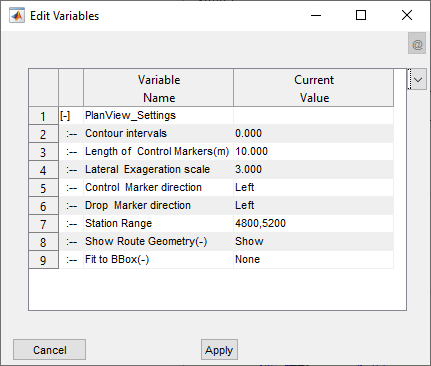 Edit Variables
@
Variable Name Current Value
1 [-] PlanView_Settings
2 :-- Contour intervals 0.000
3 :-- Length of Control Markers(m) 10.000
4 :-- Lateral Exageration scale 3.000
5 :-- Control Marker direction Left
6 :-- Drop Marker direction Left
7 :-- Station Range 4800,5200
8 :-- Show Route Geometry(-) Show
9 :-- Fit to BBox(-) None
Cancel Apply